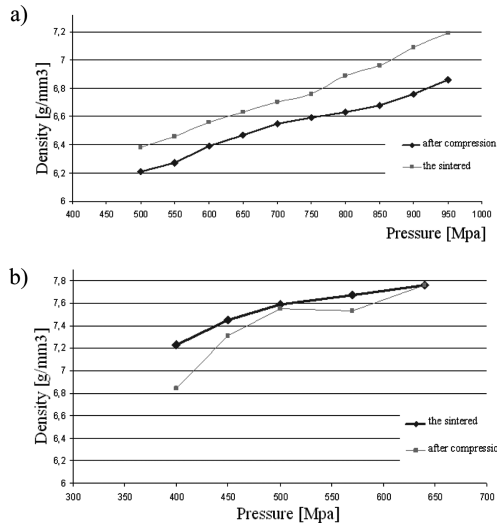 a)
7,2
7
6,8
6,6
6,4
6,2
6
Density [g/mm3]
after compression
the sintered
400 450 500 550 600 650 700 750 800 850 900 950 1000
Pressure [Mpa]
b)
7,8
7,6
7,4
7,2
7
6,8
6,6
6,4
6,2
6
Density [g/mm3]
the sintered
after compression
300 350 400 450 500 550 600 650 700
Pressure [Mpa]